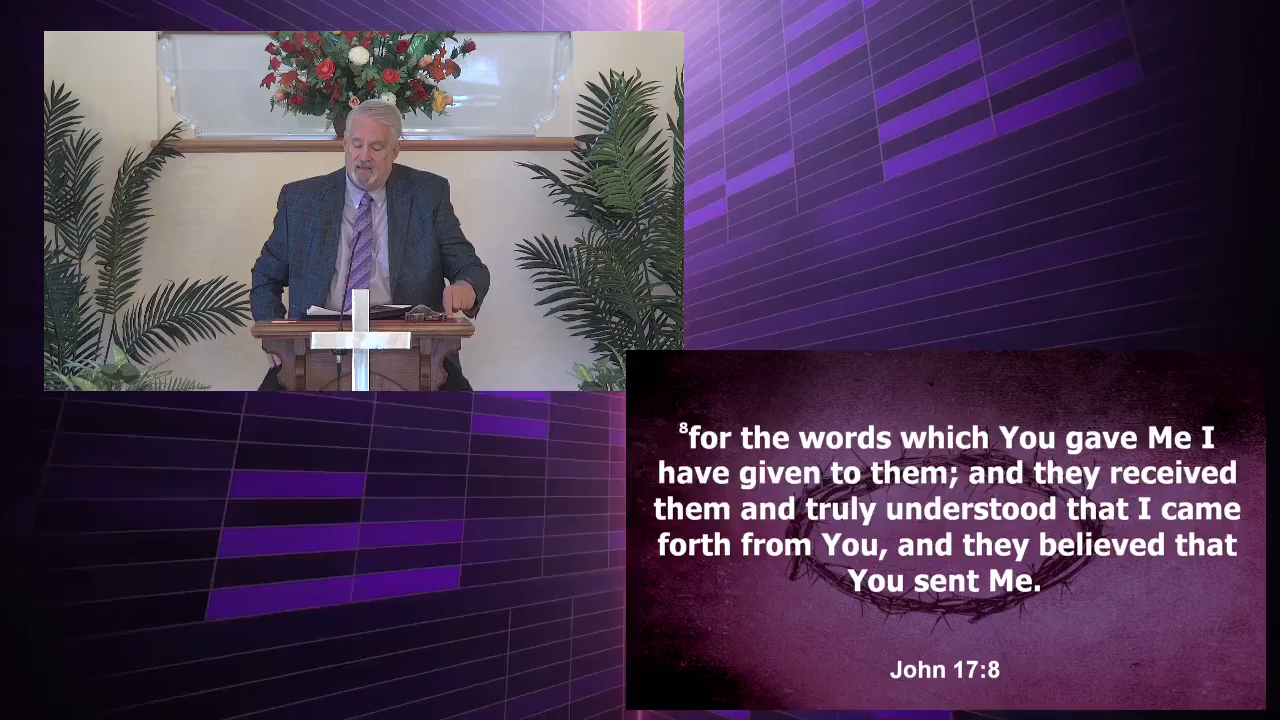 ⁸for the words which You gave Me I
have given to them; and they received
them and truly understood that I came
forth from You, and they believed that
You sent Me.
John 17:8